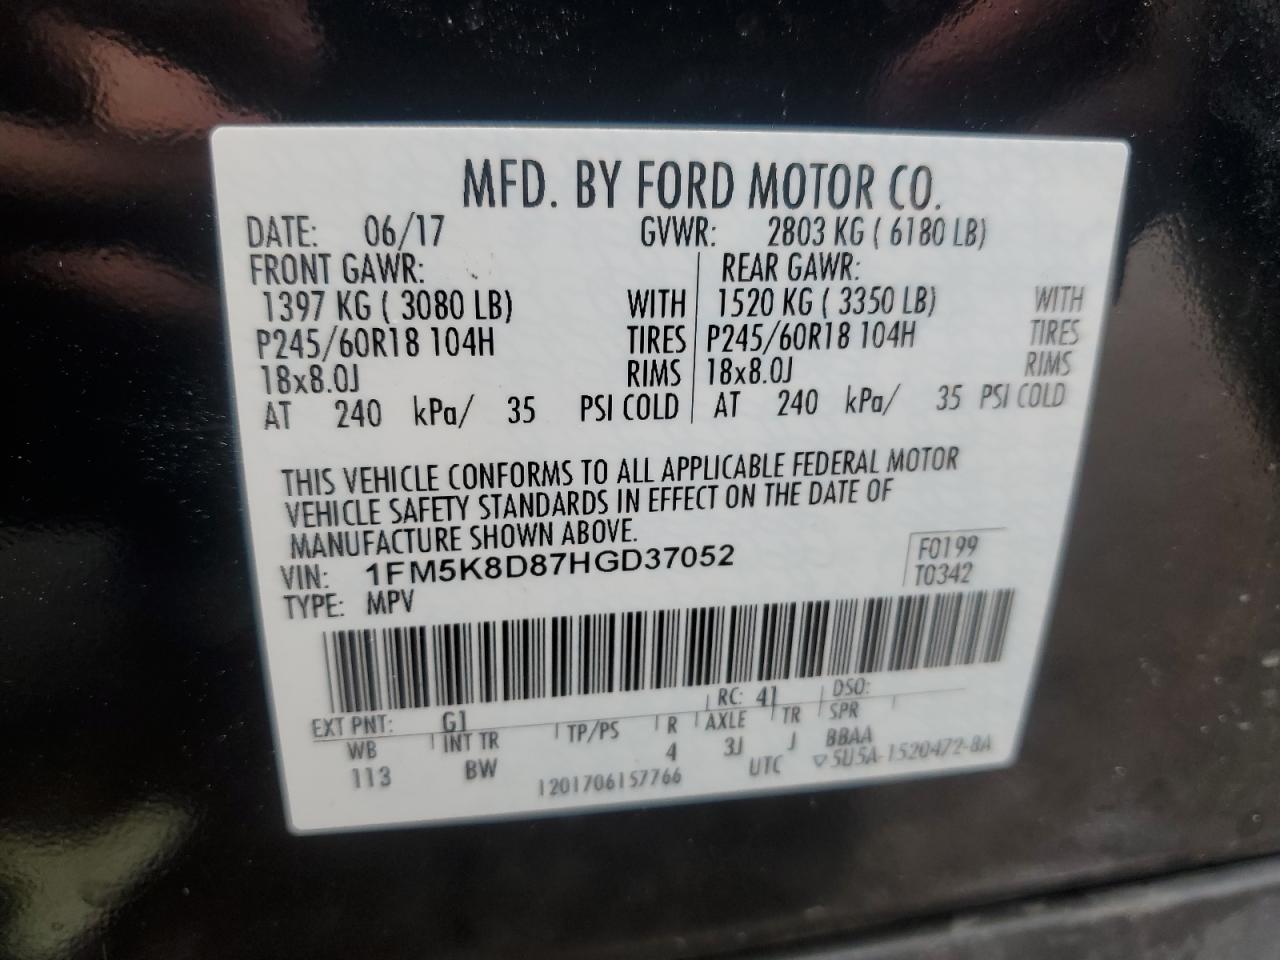 MFD. BY FORD MOTOR CO.
DATE: 06/17 GVWR: 2803 KG ( 6180 LB)
FRONT GAWR: REAR GAWR:
1397 KG ( 3080 LB) WITH 1520 KG ( 3350 LB) WITH
P245/60R18 104H TIRES P245/60R18 104H TIRES
18x8.0J RIMS 18x8.0J RIMS
AT 240 kPa/ 35 PSI COLD AT 240 kPa/ 35 PSI COLD
THIS VEHICLE CONFORMS TO ALL APPLICABLE FEDERAL MOTOR
VEHICLE SAFETY STANDARDS IN EFFECT ON THE DATE OF
MANUFACTURE SHOWN ABOVE.
VIN: 1FM5K8D87HGD37052 F0199
TYPE: MPV T0342
EXT PNT: G1 RC: 41 DSO:
WB INT TR TP/PS R AXLE TR SPR
113 BW 4 3J J BBAA
1201706157766 UTC ▽5U5A-1520472-BA